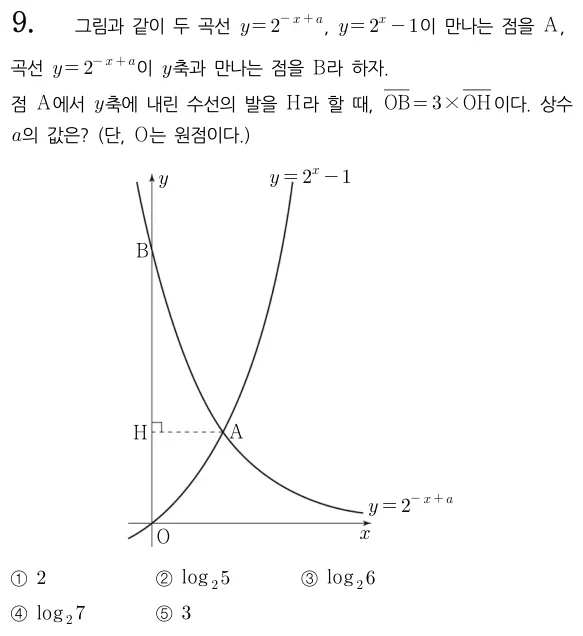 9. 그림과 같이 두 곡선 y=2^{-x+a}, y=2^x-1이 만나는 점을 A,
곡선 y=2^{-x+a}이 y축과 만나는 점을 B라 하자.
점 A에서 y축에 내린 수선의 발을 H라 할 때, \overline{OB}=3×\overline{OH}이다. 상수
a의 값은? (단, O는 원점이다.)
y
y=2^x-1
B
H
A
y=2^{-x+a}
O
x
① 2 ② log_2 5 ③ log_2 6
④ log_2 7 ⑤ 3